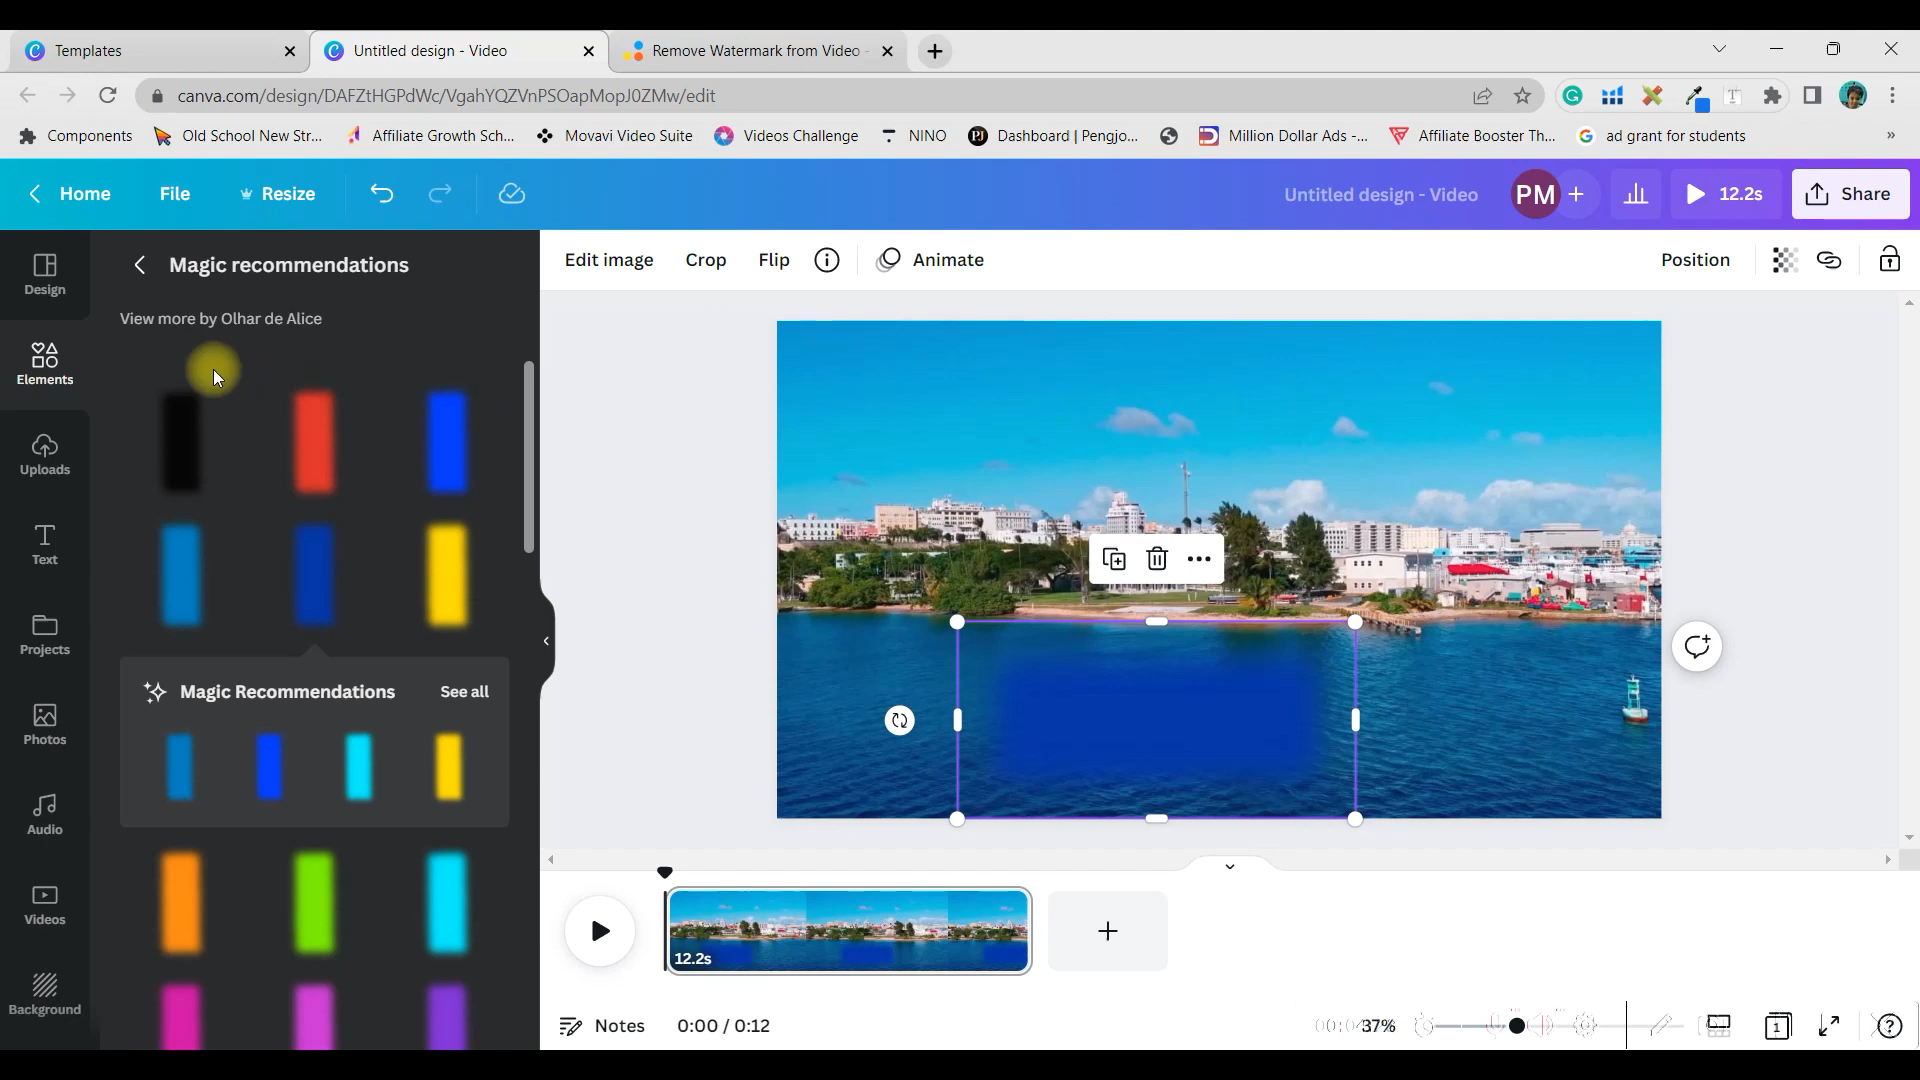 Templates
Untitled design - Video
Remove Watermark from Video -
canva.com/design/DAFZtHGPdWc/VgahYQZVnPSOapMopJ0ZMw/edit
Components
Old School New Str...
Affiliate Growth Sch...
Movavi Video Suite
Videos Challenge
NINO
Dashboard | Pengjo...
Million Dollar Ads -...
Affiliate Booster Th...
ad grant for students
Home
File
Resize
Untitled design - Video
PM
12.2s
Share
Design
Elements
Uploads
Text
Projects
Photos
Audio
Videos
Background
Magic recommendations
View more by Olhar de Alice
Magic Recommendations
See all
Edit image
Crop
Flip
Animate
Position
12.2s
Notes
0:00 / 0:12
37%
1